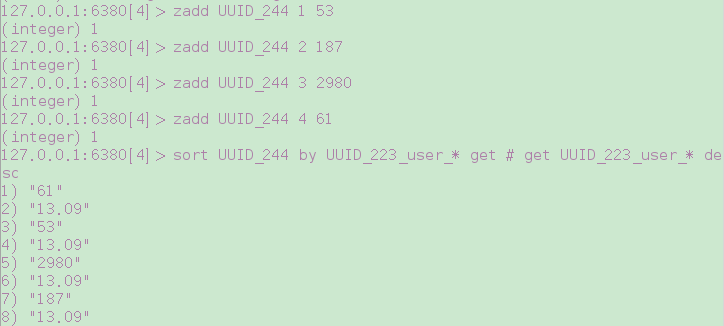 127.0.0.1:6380[4]> zadd UUID_244 1 53
(integer) 1
127.0.0.1:6380[4]> zadd UUID_244 2 187
(integer) 1
127.0.0.1:6380[4]> zadd UUID_244 3 2980
(integer) 1
127.0.0.1:6380[4]> zadd UUID_244 4 61
(integer) 1
127.0.0.1:6380[4]> sort UUID_244 by UUID_223_user_* get # get UUID_223_user_* de
sc
1) "61"
2) "13.09"
3) "53"
4) "13.09"
5) "2980"
6) "13.09"
7) "187"
8) "13.09"